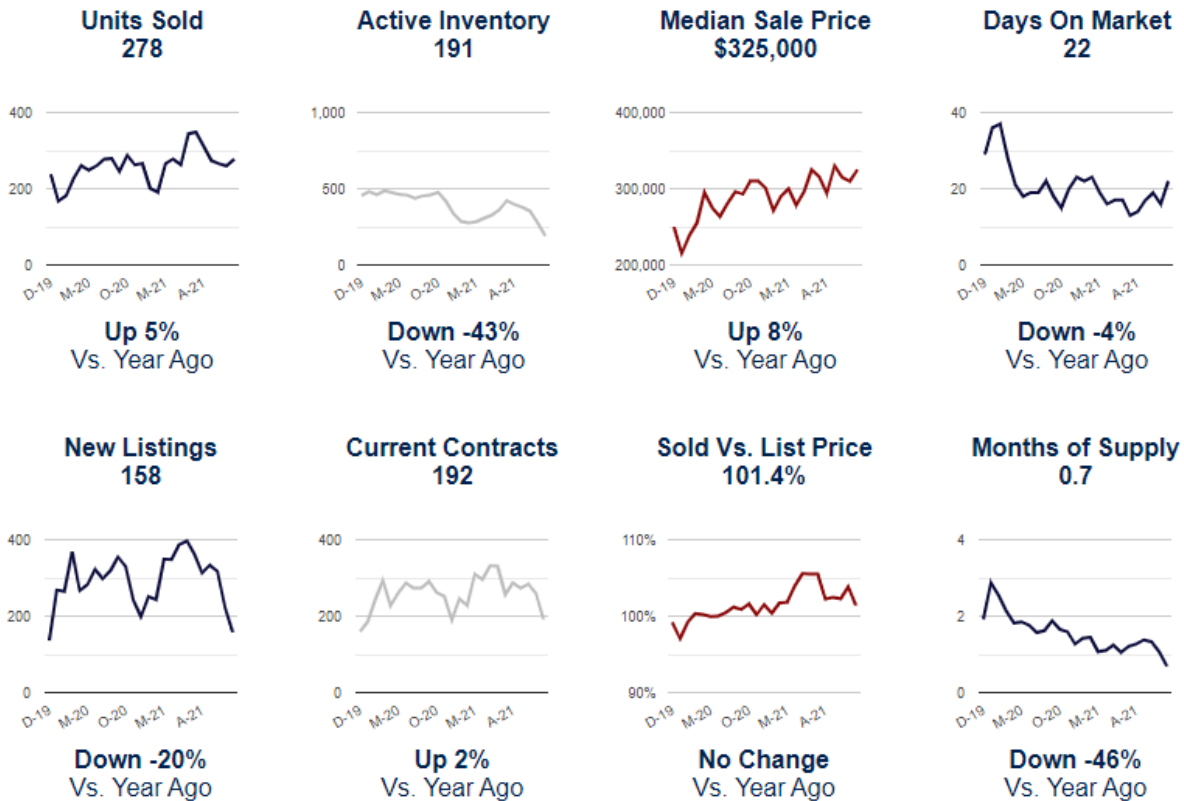 Units Sold
278
400
200
0
D-19
M-20
O-20
M-21
A-21
Up 5%
Vs. Year Ago
Active Inventory
191
1,000
500
0
D-19
M-20
O-20
M-21
A-21
Down -43%
Vs. Year Ago
Median Sale Price
$325,000
400,000
300,000
200,000
D-19
M-20
O-20
M-21
A-21
Up 8%
Vs. Year Ago
Days On Market
22
40
20
0
D-19
M-20
O-20
M-21
A-21
Down -4%
Vs. Year Ago
New Listings
158
400
200
0
D-19
M-20
O-20
M-21
A-21
Down -20%
Vs. Year Ago
Current Contracts
192
400
200
0
D-19
M-20
O-20
M-21
A-21
Up 2%
Vs. Year Ago
Sold Vs. List Price
101.4%
110%
100%
90%
D-19
M-20
O-20
M-21
A-21
No Change
Vs. Year Ago
Months of Supply
0.7
4
2
0
D-19
M-20
O-20
M-21
A-21
Down -46%
Vs. Year Ago